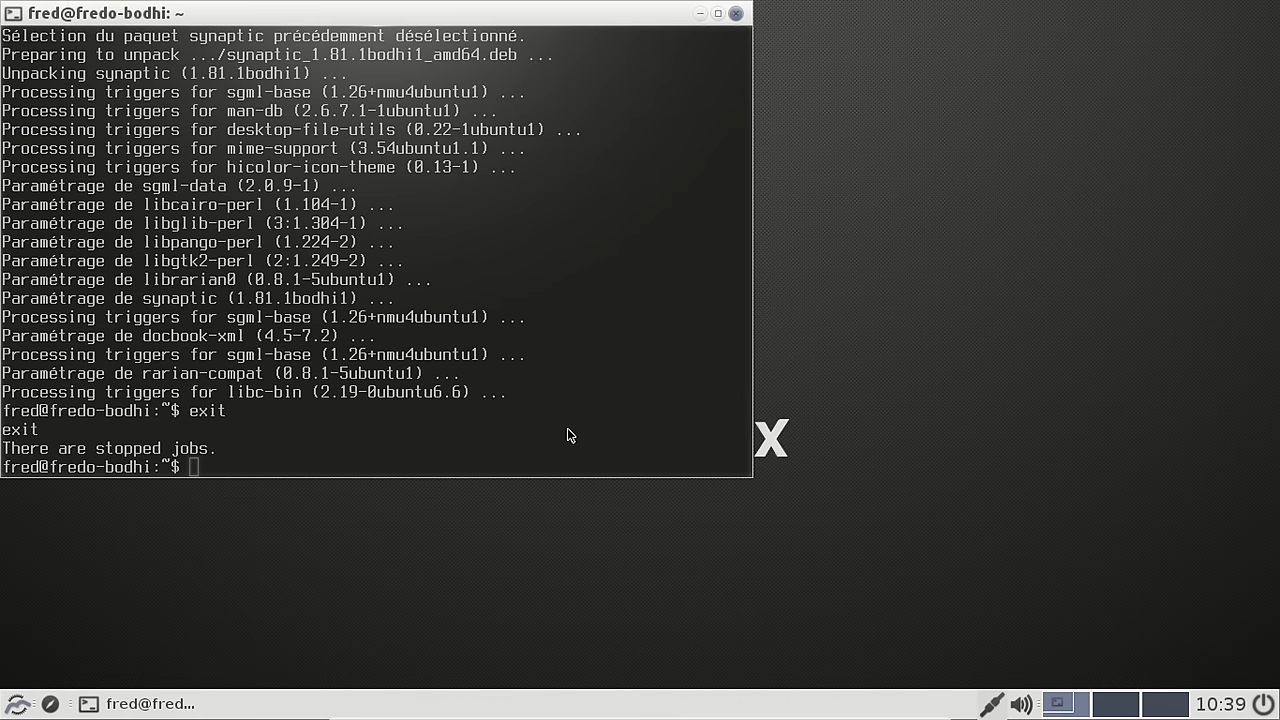 fred@fredo-bodhi: ~
Sélection du paquet synaptic précédemment désélectionné.
Preparing to unpack .../synaptic_1.81.1bodhi1_amd64.deb ...
Unpacking synaptic (1.81.1bodhi1) ...
Processing triggers for sgml-base (1.26+nmu4ubuntu1) ...
Processing triggers for man-db (2.6.7.1-1ubuntu1) ...
Processing triggers for desktop-file-utils (0.22-1ubuntu1) ...
Processing triggers for mime-support (3.54ubuntu1.1) ...
Processing triggers for hicolor-icon-theme (0.13-1) ...
Paramétrage de sgml-data (2.0.9-1) ...
Paramétrage de libcairo-perl (1.104-1) ...
Paramétrage de libglib-perl (3:1.304-1) ...
Paramétrage de libpango-perl (1.224-2) ...
Paramétrage de libgtk2-perl (2:1.249-2) ...
Paramétrage de librarian0 (0.8.1-5ubuntu1) ...
Paramétrage de synaptic (1.81.1bodhi1) ...
Processing triggers for sgml-base (1.26+nmu4ubuntu1) ...
Paramétrage de docbook-xml (4.5-7.2) ...
Processing triggers for sgml-base (1.26+nmu4ubuntu1) ...
Paramétrage de rarian-compat (0.8.1-5ubuntu1) ...
Processing triggers for libc-bin (2.19-0ubuntu6.6) ...
fred@fredo-bodhi:~$ exit
exit
There are stopped jobs.
fred@fredo-bodhi:~$
x
fred@fred... 10:39